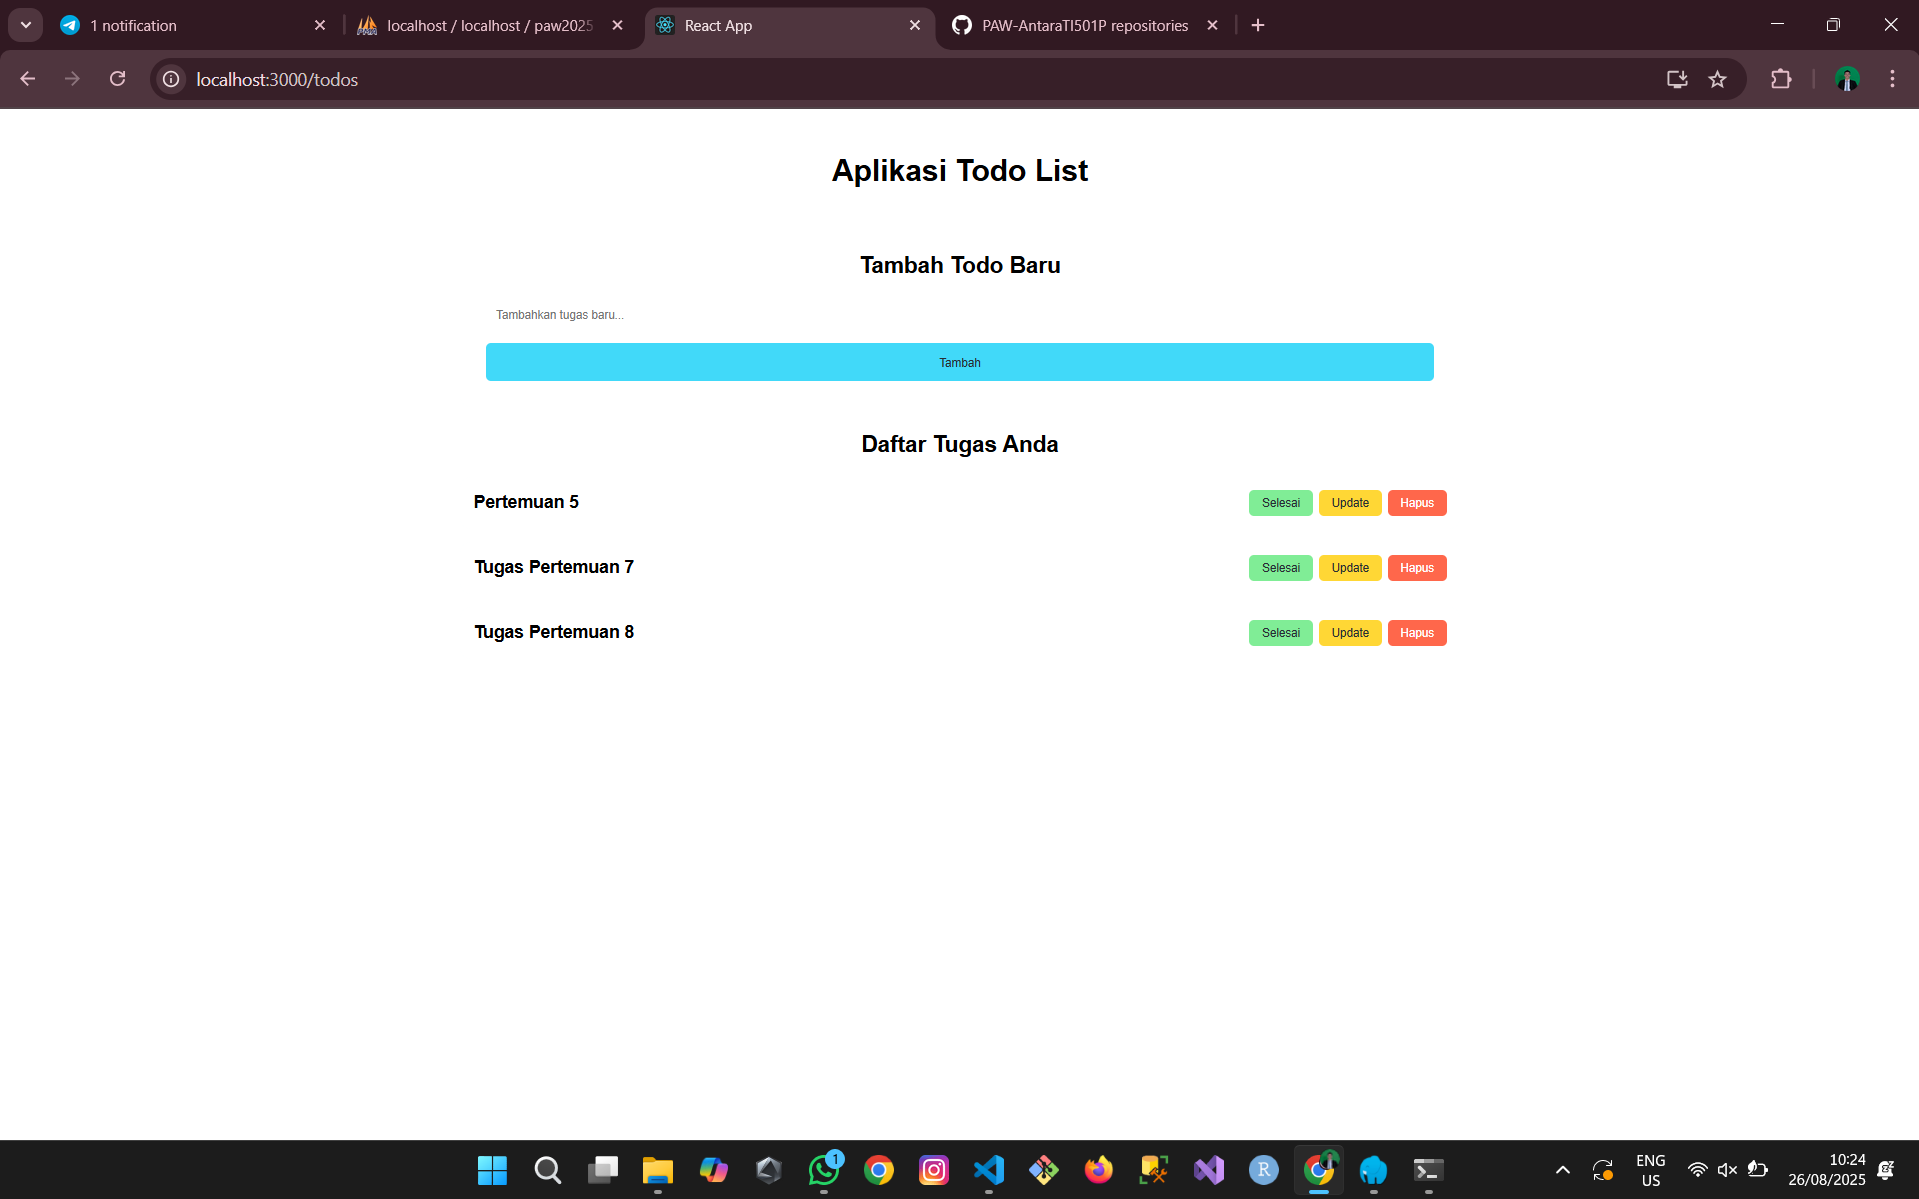 1 notification
localhost / localhost / paw2025
React App
PAW-AntaraTI501P repositories
localhost:3000/todos
Aplikasi Todo List
Tambah Todo Baru
Tambahkan tugas baru...
Tambah
Daftar Tugas Anda
Pertemuan 5 Selesai Update Hapus
Tugas Pertemuan 7 Selesai Update Hapus
Tugas Pertemuan 8 Selesai Update Hapus
1
R
ENG
US
10:24
26/08/2025